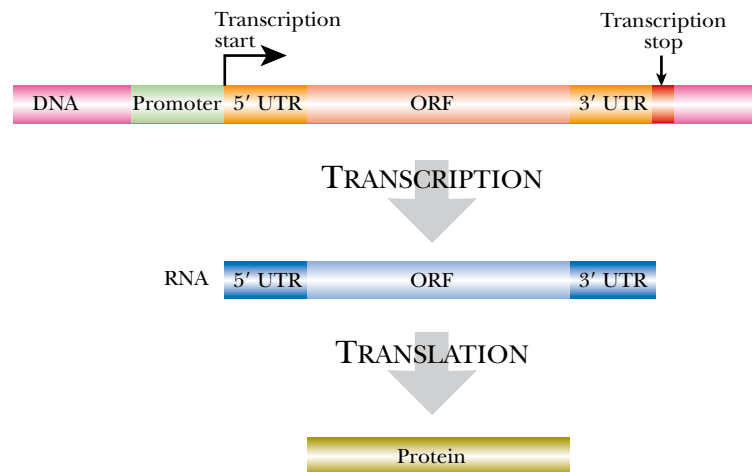 Transcription
start
Transcription
stop
DNA
Promoter
5′ UTR
ORF
3′ UTR
TRANSCRIPTION
RNA
5′ UTR
ORF
3′ UTR
TRANSLATION
Protein